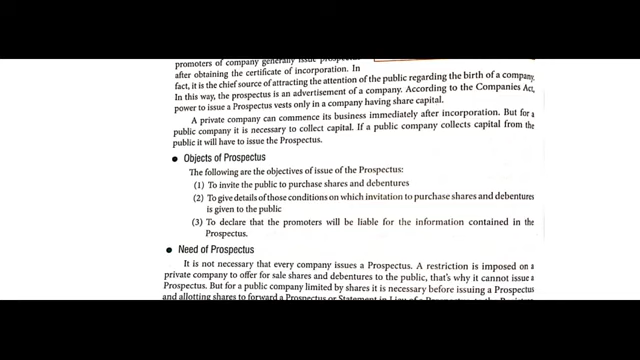 promoters of company generally issue
after obtaining the certificate of incorporation. In
fact, it is the chief source of attracting the attention of the public regarding the birth of a company.
In this way, the prospectus is an advertisement of a company. According to the Companies Act,
power to issue a Prospectus vests only in a company having share capital.
A private company can commence its business immediately after incorporation. But for a
public company it is necessary to collect capital. If a public company collects capital from the
public it will have to issue the Prospectus.
● Objects of Prospectus
The following are the objectives of issue of the Prospectus:
(1) To invite the public to purchase shares and debentures
(2) To give details of those conditions on which invitation to purchase shares and debentures
is given to the public
(3) To declare that the promoters will be liable for the information contained in the
Prospectus.
● Need of Prospectus
It is not necessary that every company issues a Prospectus. A restriction is imposed on a
private company to offer for sale shares and debentures to the public, that's why it cannot issue a
Prospectus. But for a public company limited by shares it is necessary before issuing a Prospectus
and allotting shares to forward a Prospectus or Statement in Lieu of a Prospectus to the